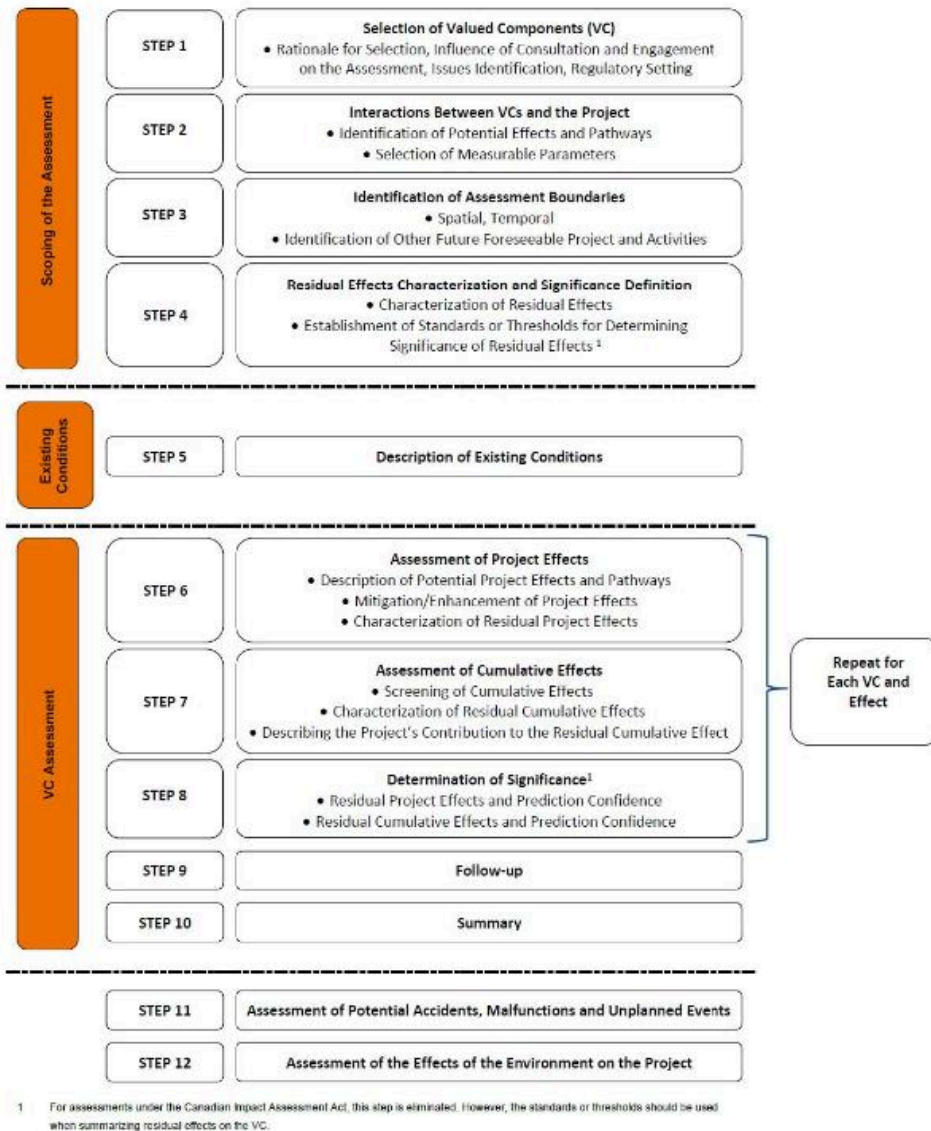 Scoping of the Assessment
STEP 1
Selection of Valued Components (VC)
• Rationale for Selection, Influence of Consultation and Engagement
on the Assessment, Issues Identification, Regulatory Setting
STEP 2
Interactions Between VCs and the Project
• Identification of Potential Effects and Pathways
• Selection of Measurable Parameters
STEP 3
Identification of Assessment Boundaries
• Spatial, Temporal
• Identification of Other Future Foreseeable Project and Activities
STEP 4
Residual Effects Characterization and Significance Definition
• Characterization of Residual Effects
• Establishment of Standards or Thresholds for Determining
Significance of Residual Effects ¹
Existing
Conditions
STEP 5
Description of Existing Conditions
VC Assessment
STEP 6
Assessment of Project Effects
• Description of Potential Project Effects and Pathways
• Mitigation/Enhancement of Project Effects
• Characterization of Residual Project Effects
STEP 7
Assessment of Cumulative Effects
• Screening of Cumulative Effects
• Characterization of Residual Cumulative Effects
• Describing the Project's Contribution to the Residual Cumulative Effect
STEP 8
Determination of Significance¹
• Residual Project Effects and Prediction Confidence
• Residual Cumulative Effects and Prediction Confidence
Repeat for
Each VC and
Effect
STEP 9
Follow-up
STEP 10
Summary
STEP 11
Assessment of Potential Accidents, Malfunctions and Unplanned Events
STEP 12
Assessment of the Effects of the Environment on the Project
1 For assessments under the Canadian Impact Assessment Act, this step is eliminated. However, the standards or thresholds should be used
when summarizing residual effects on the VC.